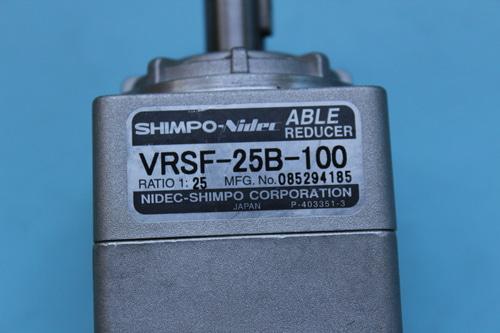 SHIMPO-Nidec ABLE REDUCER
VRSF-25B-100
RATIO 1: 25 MFG. No. 085294185
NIDEC-SHIMPO CORPORATION
JAPAN P-403351-3